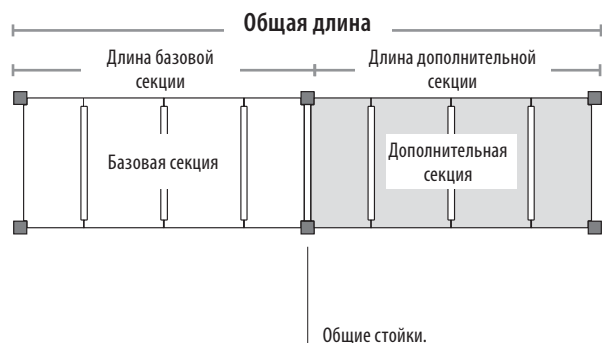 Общая длина
Длина базовой
секции
Длина дополнительной
секции
Базовая секция
Дополнительная
секция
Общие стойки.